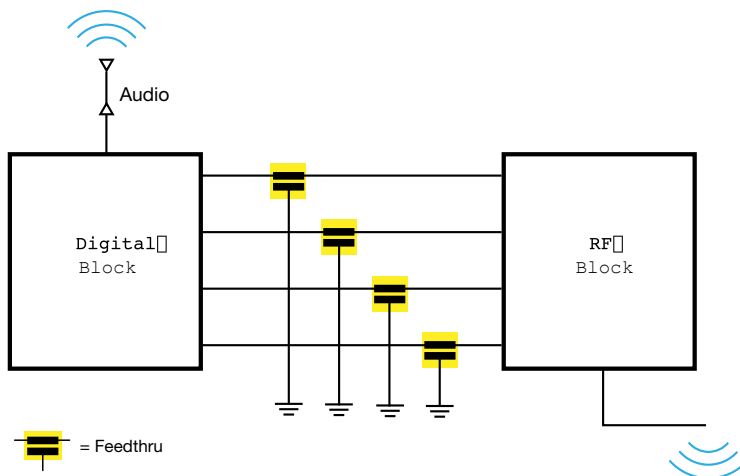 Audio
Digital
Block
RF
Block
= Feedthru